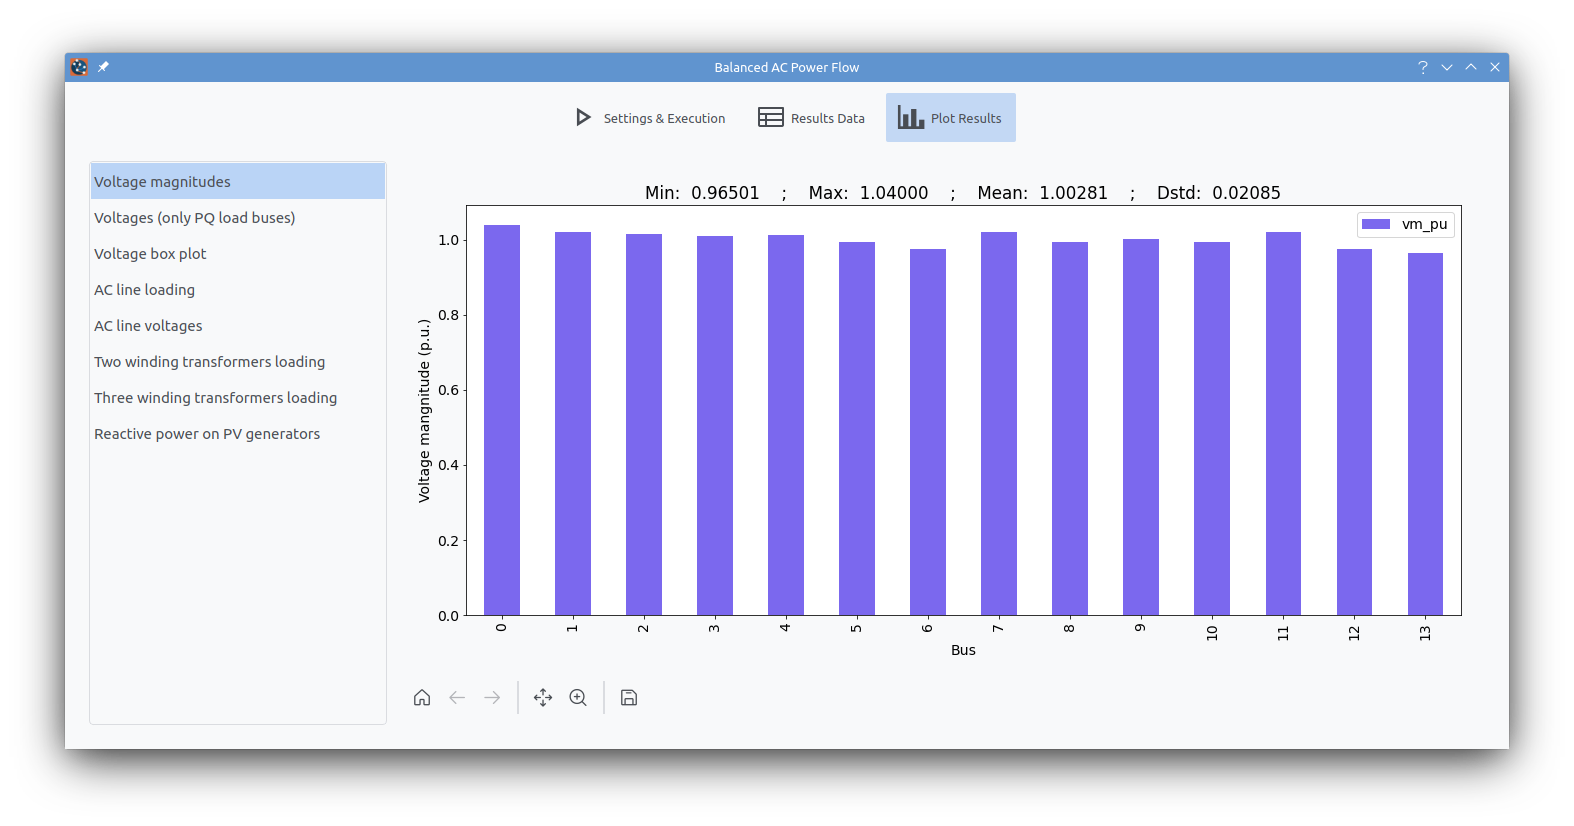 Balanced AC Power Flow
Settings & Execution
Results Data
Plot Results
Voltage magnitudes
Voltages (only PQ load buses)
Voltage box plot
AC line loading
AC line voltages
Two winding transformers loading
Three winding transformers loading
Reactive power on PV generators
Min: 0.96501 ; Max: 1.04000 ; Mean: 1.00281 ; Dstd: 0.02085
vm_pu
Voltage mangnitude (p.u.)
1.0
0.8
0.6
0.4
0.2
0.0
0 1 2 3 4 5 6 7 8 9 10 11 12 13
Bus